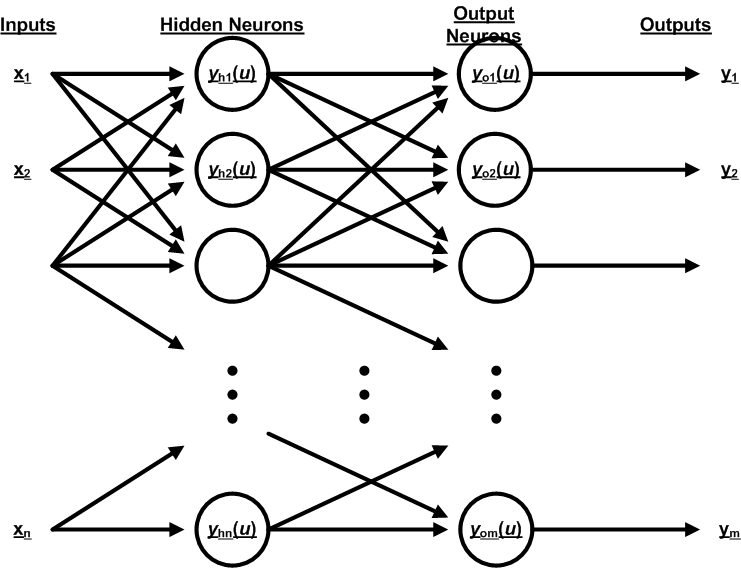 Inputs
Hidden Neurons
Output
Neurons
Outputs
x₁
yₕ₁(u)
yₒ₁(u)
y₁
x₂
yₕ₂(u)
yₒ₂(u)
y₂
xₙ
yₕₙ(u)
yₒₘ(u)
yₘ